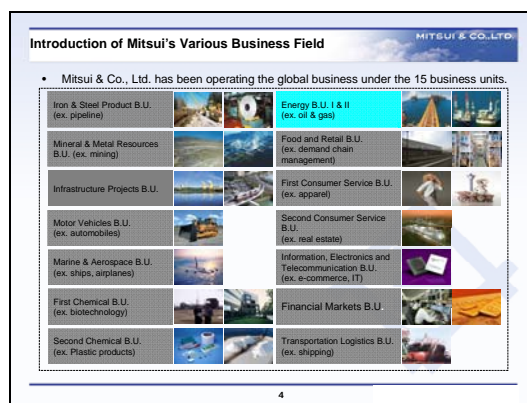 Introduction of Mitsui's Various Business Field
MITSUI & CO.,LTD.
• Mitsui & Co., Ltd. has been operating the global business under the 15 business units.
Iron & Steel Product B.U.
(ex. pipeline)
Mineral & Metal Resources
B.U. (ex. mining)
Infrastructure Projects B.U.
Motor Vehicles B.U.
(ex. automobiles)
Marine & Aerospace B.U.
(ex. ships, airplanes)
First Chemical B.U.
(ex. biotechnology)
Second Chemical B.U.
(ex. Plastic products)
Energy B.U. I & II
(ex. oil & gas)
Food and Retail B.U.
(ex. demand chain
management)
First Consumer Service B.U.
(ex. apparel)
Second Consumer Service
B.U.
(ex. real estate)
Information, Electronics and
Telecommunication B.U.
(ex. e-commerce, IT)
Financial Markets B.U.
Transportation Logistics B.U.
(ex. shipping)
4